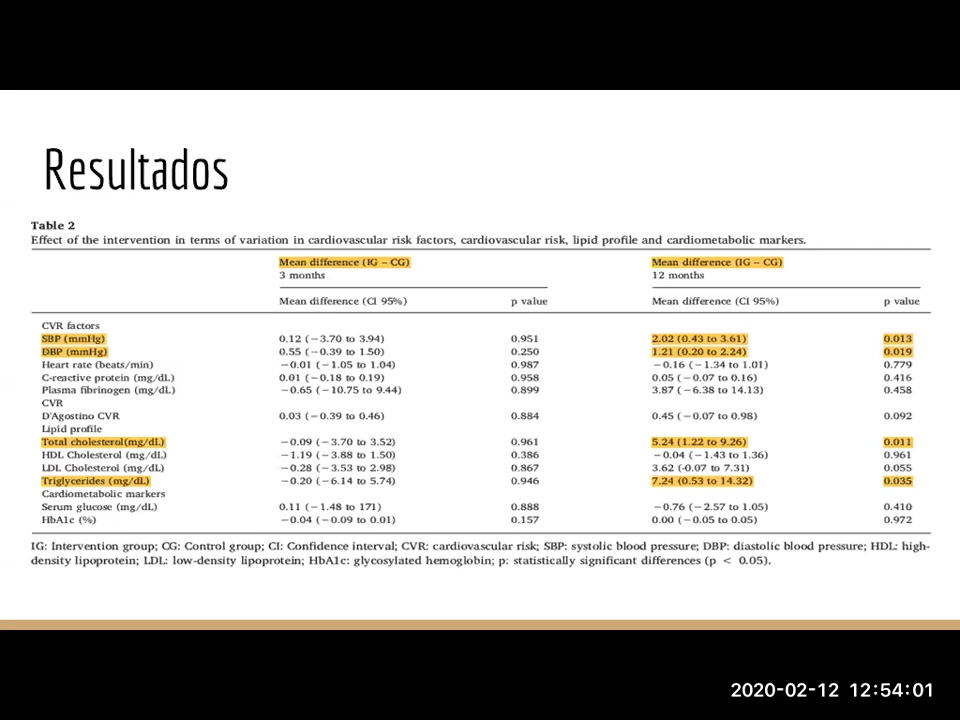 Resultados
Table 2
Effect of the intervention in terms of variation in cardiovascular risk factors, cardiovascular risk, lipid profile and cardiometabolic markers.
Mean difference (IG – CG) Mean difference (IG – CG)
3 months 12 months
Mean difference (CI 95%) p value Mean difference (CI 95%) p value
CVR factors
SBP (mmHg) 0.12 (−3.70 to 3.94) 0.951 2.02 (0.43 to 3.61) 0.013
DBP (mmHg) 0.55 (−0.39 to 1.50) 0.250 1.21 (0.20 to 2.24) 0.019
Heart rate (beats/min) −0.01 (−1.05 to 1.04) 0.987 −0.16 (−1.34 to 1.01) 0.779
C-reactive protein (mg/dL) 0.01 (−0.18 to 0.19) 0.958 0.05 (−0.07 to 0.16) 0.416
Plasma fibrinogen (mg/dL) −0.65 (−10.75 to 9.44) 0.899 3.87 (−6.38 to 14.13) 0.458
CVR
D'Agostino CVR 0.03 (−0.39 to 0.46) 0.884 0.45 (−0.07 to 0.98) 0.092
Lipid profile
Total cholesterol(mg/dL) −0.09 (−3.70 to 3.52) 0.961 5.24 (1.22 to 9.26) 0.011
HDL Cholesterol (mg/dL) −1.19 (−3.88 to 1.50) 0.386 −0.04 (−1.43 to 1.36) 0.961
LDL Cholesterol (mg/dL) −0.28 (−3.53 to 2.98) 0.867 3.62 (-0.07 to 7.31) 0.055
Triglycerides (mg/dL) −0.20 (−6.14 to 5.74) 0.946 7.24 (0.53 to 14.32) 0.035
Cardiometabolic markers
Serum glucose (mg/dL) 0.11 (−1.48 to 171) 0.888 −0.76 (−2.57 to 1.05) 0.410
HbA1c (%) −0.04 (−0.09 to 0.01) 0.157 0.00 (−0.05 to 0.05) 0.972
IG: Intervention group; CG: Control group; CI: Confidence interval; CVR: cardiovascular risk; SBP: systolic blood pressure; DBP: diastolic blood pressure; HDL: high-
density lipoprotein; LDL: low-density lipoprotein; HbA1c: glycosylated hemoglobin; p: statistically significant differences (p < 0.05).
2020-02-12 12:54:01